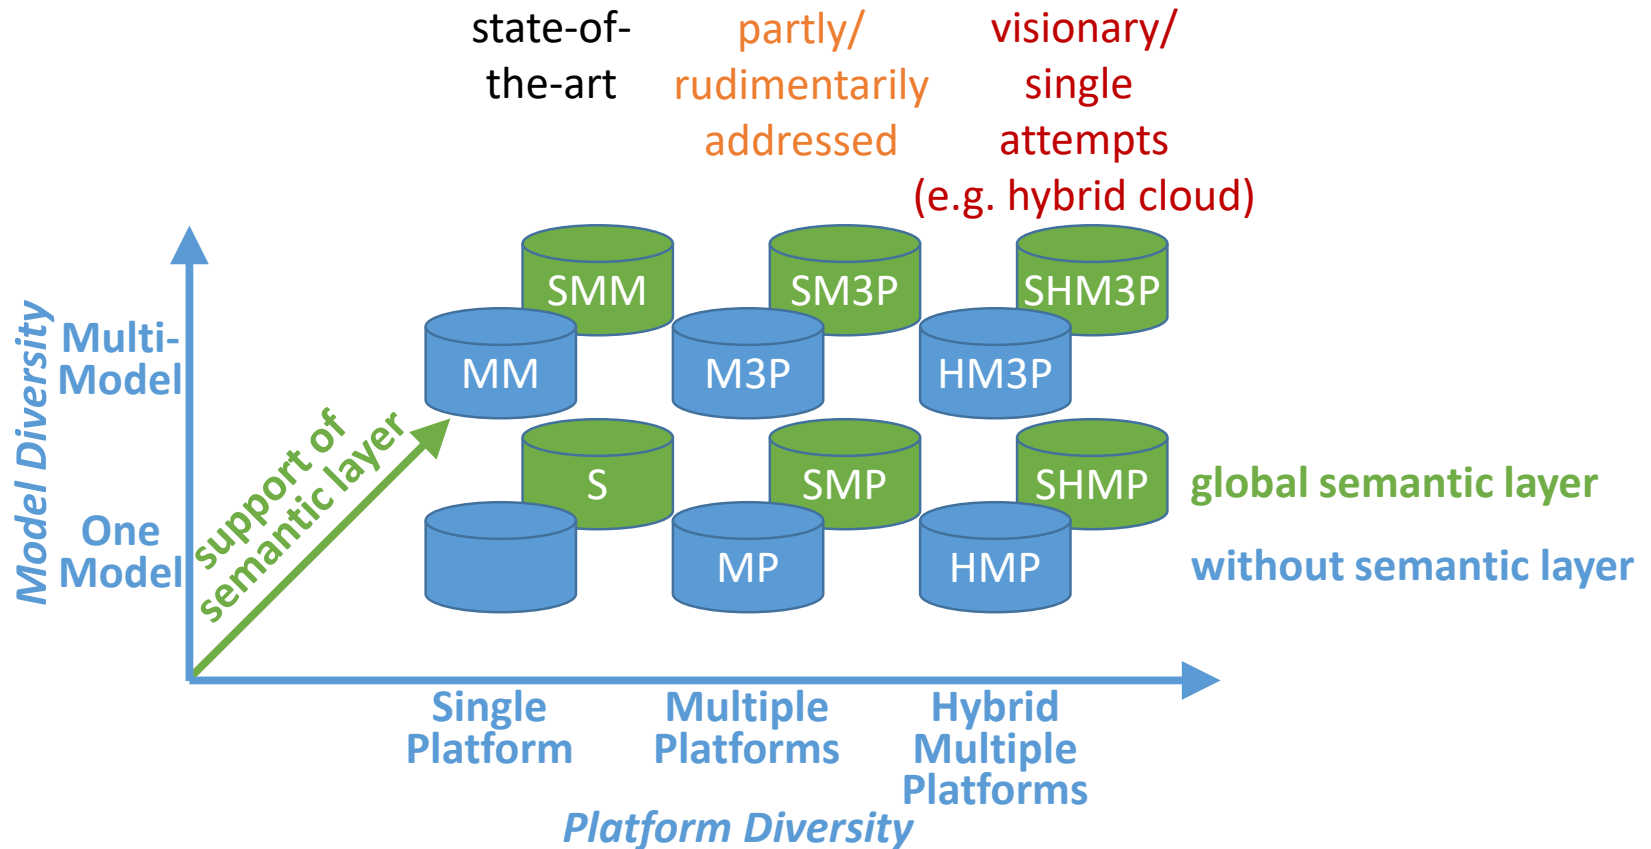 state-of-
the-art
partly/
rudimentarily
addressed
visionary/
single
attempts
(e.g. hybrid cloud)
Model Diversity
Multi-
Model
One
Model
support of
semantic layer
SMM
SM3P
SHM3P
MM
M3P
HM3P
S
SMP
SHMP
MP
HMP
global semantic layer
without semantic layer
Single
Platform
Multiple
Platforms
Hybrid
Multiple
Platforms
Platform Diversity